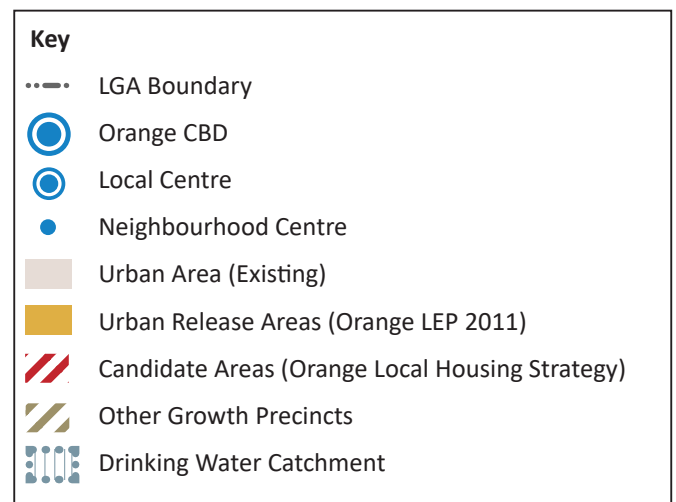 Key
LGA Boundary
Orange CBD
Local Centre
Neighbourhood Centre
Urban Area (Existing)
Urban Release Areas (Orange LEP 2011)
Candidate Areas (Orange Local Housing Strategy)
Other Growth Precincts
Drinking Water Catchment